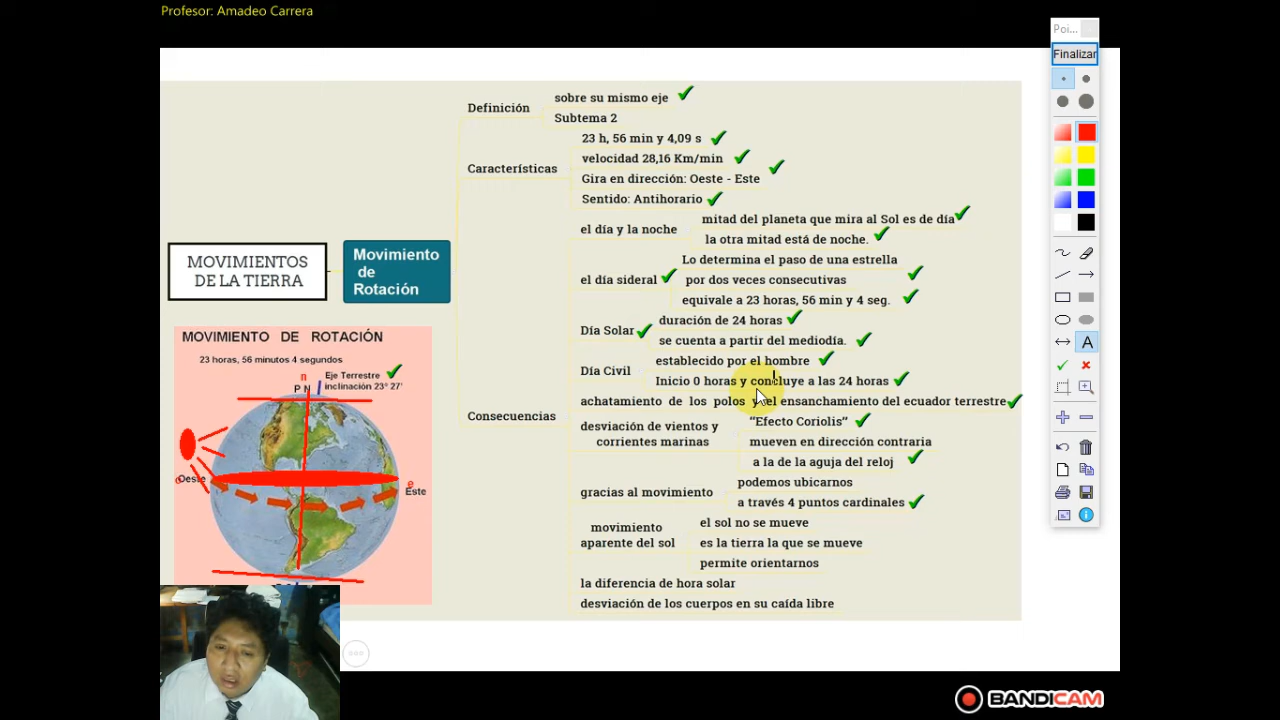 Profesor: Amadeo Carrera
Poi...
Finalizar
MOVIMIENTOS
DE LA TIERRA
Movimiento
de
Rotación
Definición
sobre su mismo eje
Subtema 2
Características
23 h, 56 min y 4,09 s
velocidad 28,16 Km/min
Gira en dirección: Oeste - Este
Sentido: Antihorario
Consecuencias
el día y la noche
mitad del planeta que mira al Sol es de día
la otra mitad está de noche.
el día sideral
Lo determina el paso de una estrella
por dos veces consecutivas
equivale a 23 horas, 56 min y 4 seg.
Día Solar
duración de 24 horas
se cuenta a partir del mediodía.
Día Civil
establecido por el hombre
Inicio 0 horas y concluye a las 24 horas
achatamiento de los polos y el ensanchamiento del ecuador terrestre
desviación de vientos y
corrientes marinas
"Efecto Coriolis"
mueven en dirección contraria
a la de la aguja del reloj
gracias al movimiento
podemos ubicarnos
a través 4 puntos cardinales
movimiento
aparente del sol
el sol no se mueve
es la tierra la que se mueve
permite orientarnos
la diferencia de hora solar
desviación de los cuerpos en su caída libre
MOVIMIENTO DE ROTACIÓN
23 horas, 56 minutos 4 segundos
n
Eje Terrestre
inclinación 23° 27'
P N
Oeste
e
Este
A
BANDICAM